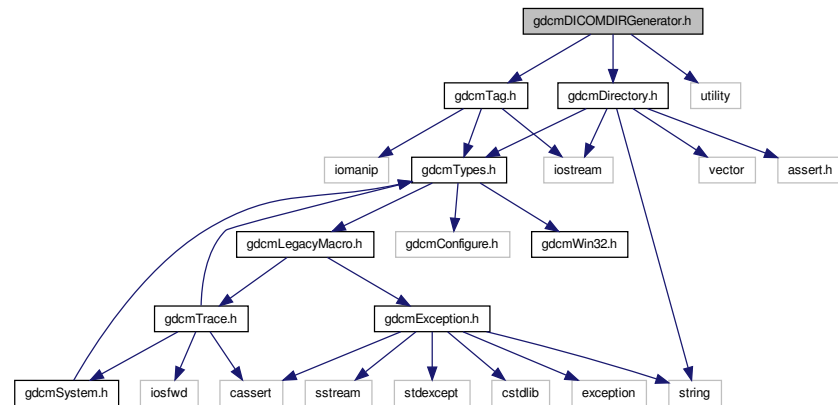 gdcmDICOMDIRGenerator.h
gdcmTag.h
gdcmDirectory.h
utility
iomanip
gdcmTypes.h
iostream
vector
assert.h
gdcmLegacyMacro.h
gdcmConfigure.h
gdcmWin32.h
gdcmTrace.h
gdcmException.h
gdcmSystem.h
iosfwd
cassert
sstream
stdexcept
cstdlib
exception
string